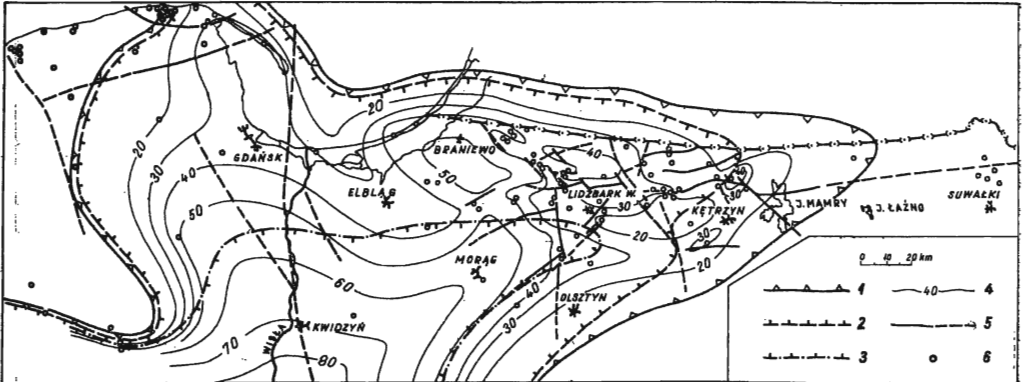 20
20
30
40
50
GDAŃSK
BRANIEWO
40
8
ELBLĄG
50
LIDZBARK W.
30
KĘTRZYN
30
J. MAMRY
J. ŁAŹNO
SUWAŁKI
20
30
20
MORĄG
60
40
30
OLSZTYN
KWIDZYŃ
WISŁA
70
80
0 10 20 km
1
40
4
2
5
3
6